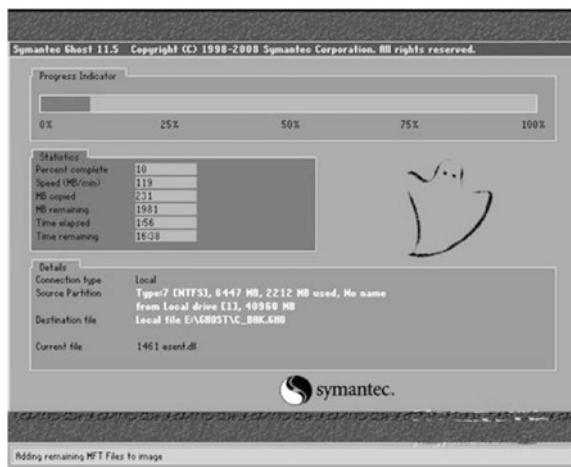 Symantec Ghost 11.5 Copyright (C) 1998-2008 Symantec Corporation. All rights reserved.
Progress Indicator
0% 25% 50% 75% 100%
Statistics
Percent complete 10
Speed (MB/min) 119
MB copied 231
MB remaining 1981
Time elapsed 1:56
Time remaining 16:38
Details
Connection type Local
Source Partition Type:7 [NTFS], 6447 MB, 2212 MB used, No name
from Local drive [1], 40960 MB
Destination file Local file E:\GHOST\C_BAK.GHO
Current file 1461 esent.dll
symantec.
Adding remaining MFT Files to image